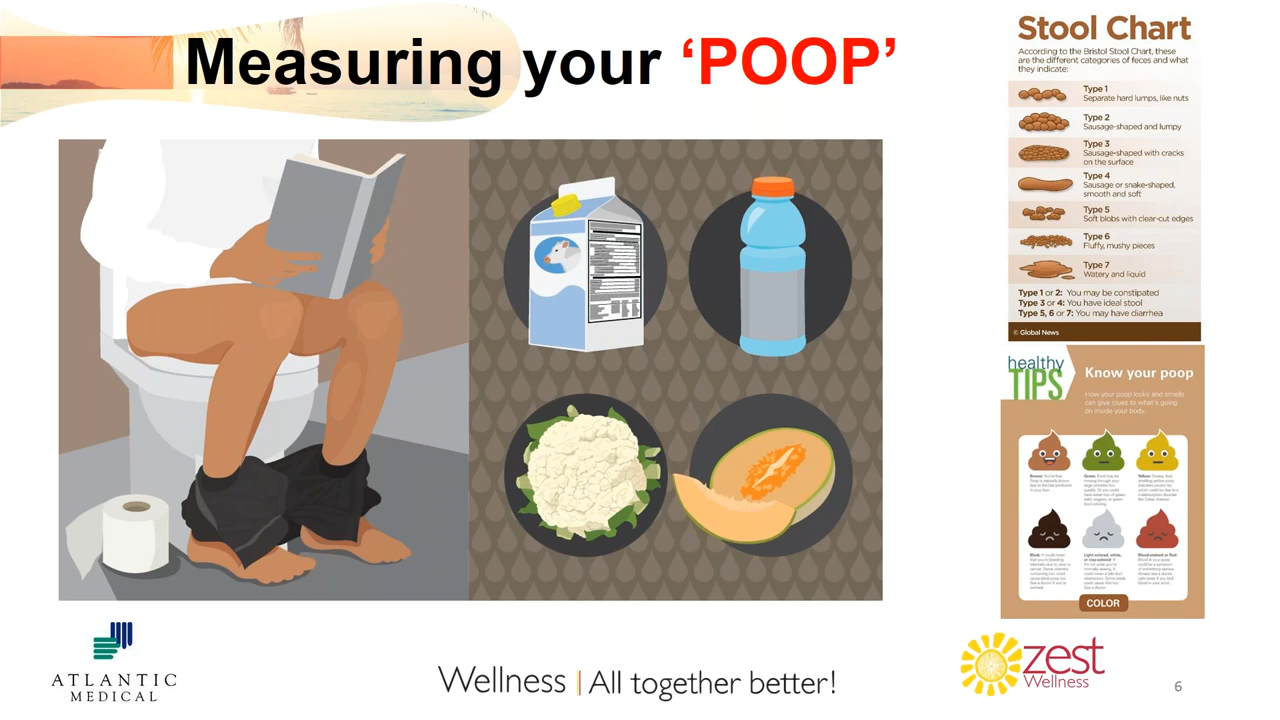 Measuring your ‘POOP’
Stool Chart
According to the Bristol Stool Chart, these
are the different categories of feces and what
they indicate:
Type 1
Separate hard lumps, like nuts
Type 2
Sausage-shaped and lumpy
Type 3
Sausage-shaped with cracks
on the surface
Type 4
Sausage or snake-shaped,
smooth and soft
Type 5
Soft blobs with clear-cut edges
Type 6
Fluffy, mushy pieces
Type 7
Watery and liquid
Type 1 or 2: You may be constipated
Type 3 or 4: You have ideal stool
Type 5, 6 or 7: You may have diarrhea
© Global News
healthy
TIPS
Know your poop
How your poop looks and smells
can give clues to what's going
on inside your body.
COLOR
ATLANTIC
MEDICAL
Wellness | All together better!
zest
Wellness
6